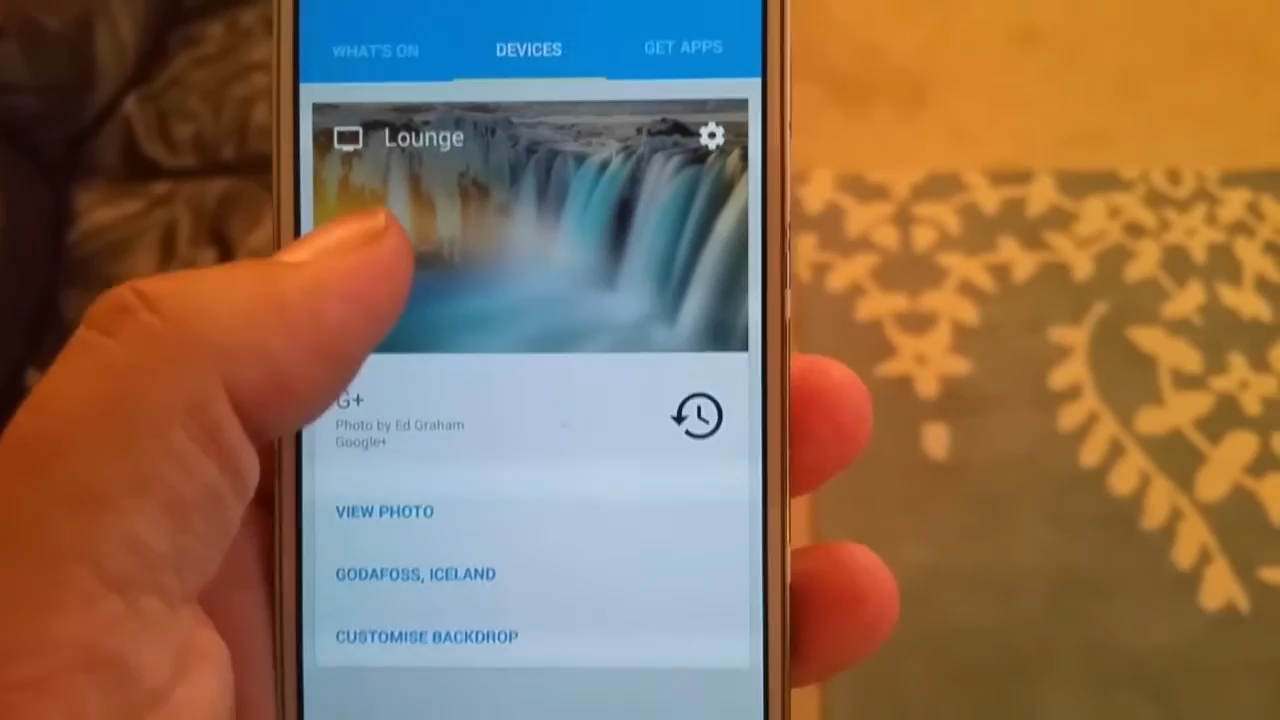 WHAT'S ON DEVICES GET APPS
Lounge
G+
Photo by Ed Graham
Google+
VIEW PHOTO
GODAFOSS, ICELAND
CUSTOMISE BACKDROP